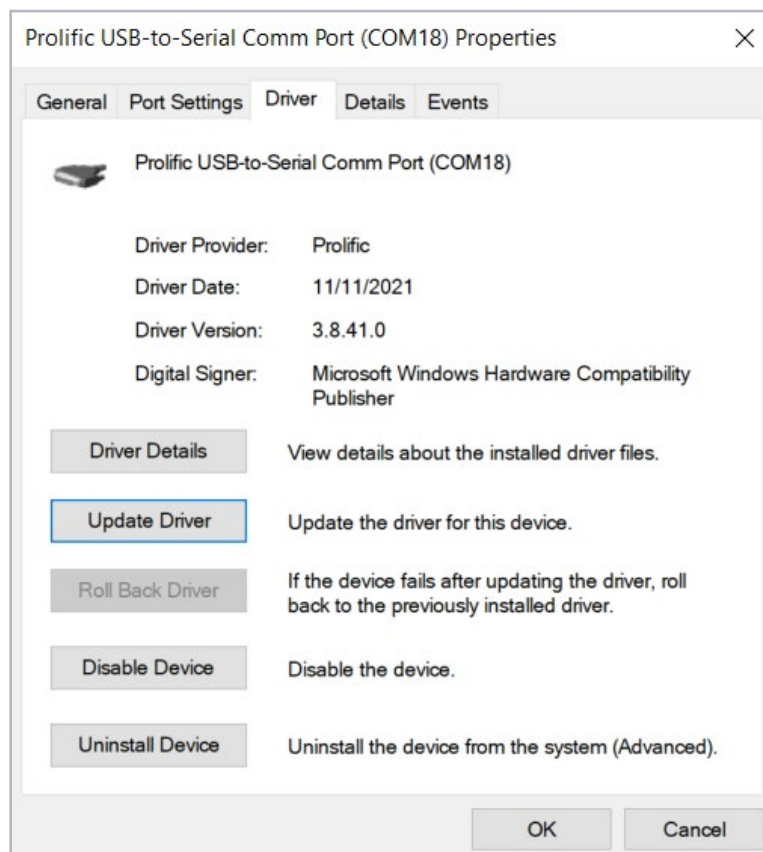 Prolific USB-to-Serial Comm Port (COM18) Properties
General Port Settings Driver Details Events
Prolific USB-to-Serial Comm Port (COM18)
Driver Provider: Prolific
Driver Date: 11/11/2021
Driver Version: 3.8.41.0
Digital Signer: Microsoft Windows Hardware Compatibility
Publisher
Driver Details View details about the installed driver files.
Update Driver Update the driver for this device.
Roll Back Driver If the device fails after updating the driver, roll
back to the previously installed driver.
Disable Device Disable the device.
Uninstall Device Uninstall the device from the system (Advanced).
OK Cancel